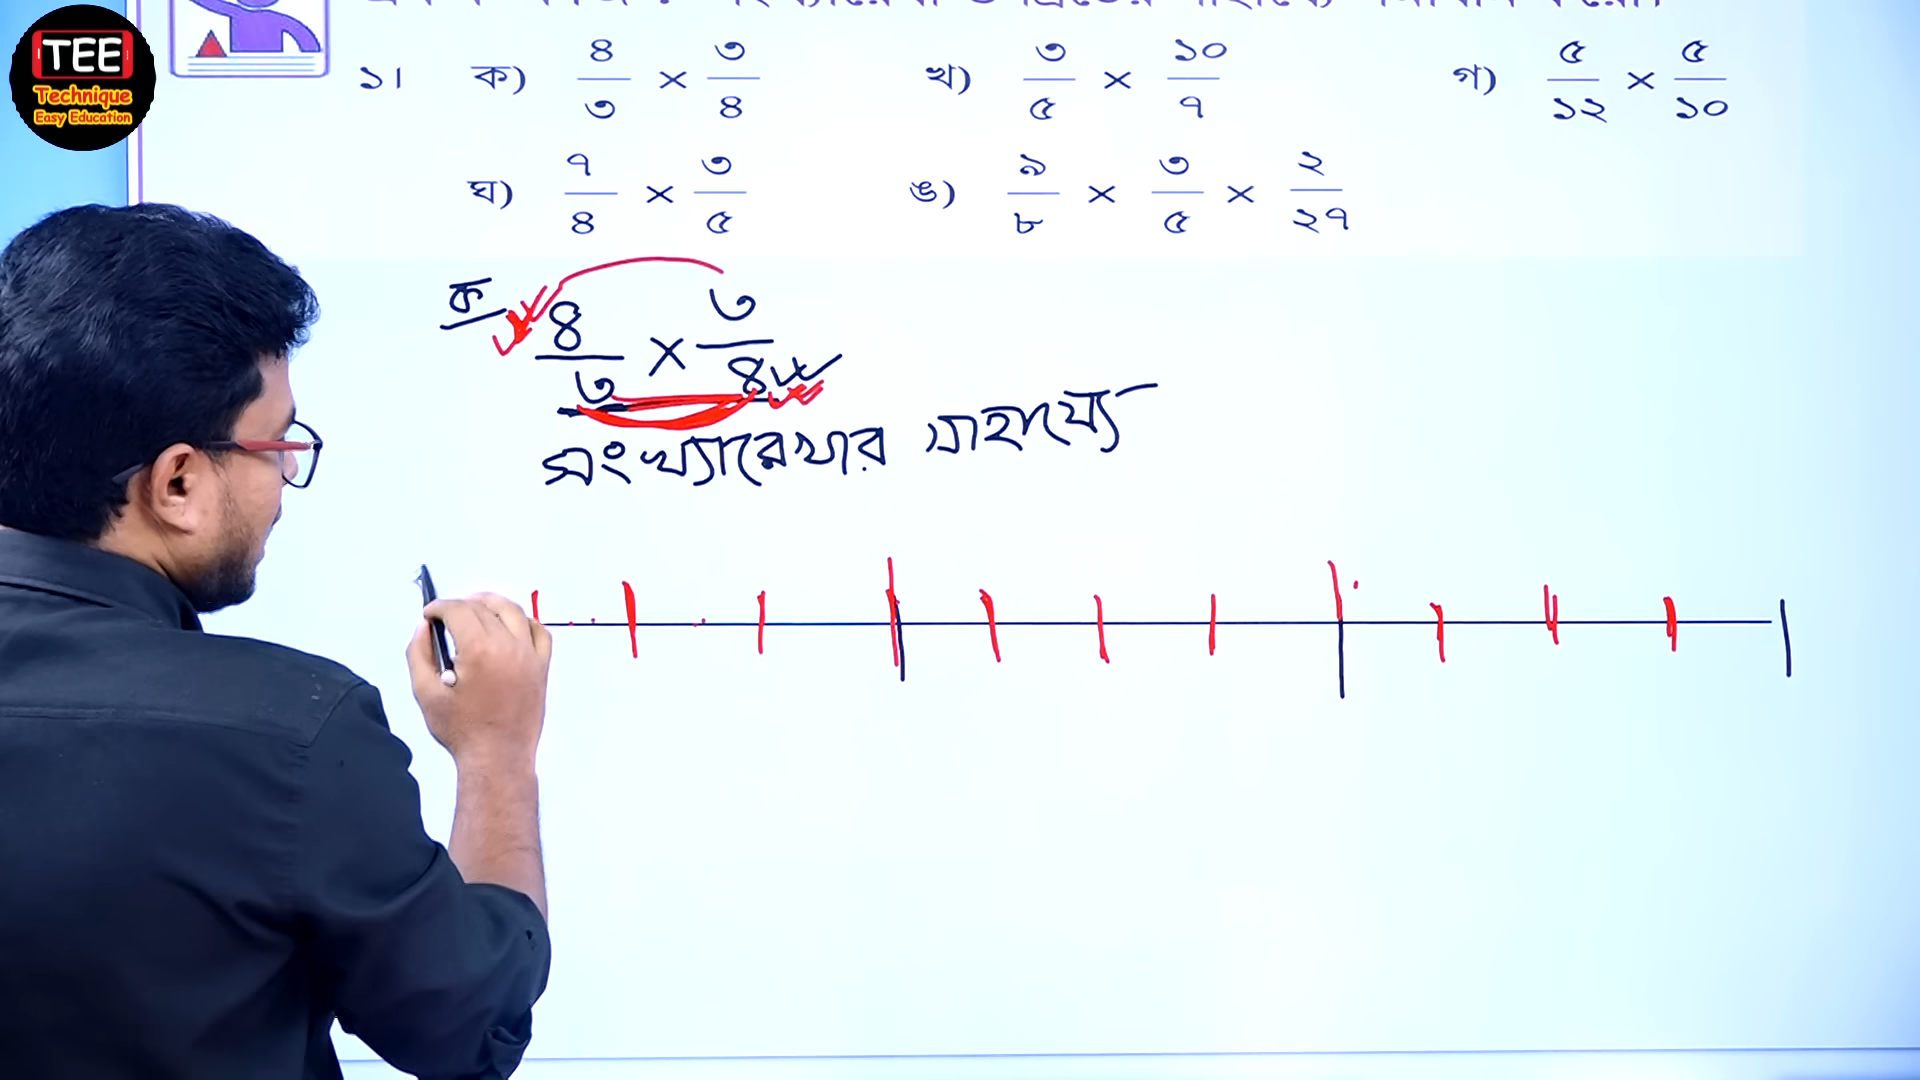 TEE
Technique
Easy Education
১। ক) ৪/৩ × ৩/৪ খ) ৩/৫ × ১০/৭ গ) ৫/১২ × ৫/১০
ঘ) ৭/৪ × ৩/৫ ঙ) ৯/৮ × ৩/৫ × ২/২৭
ক ৪/৩ × ৩/৪
সংখ্যারেখার সাহায্যে